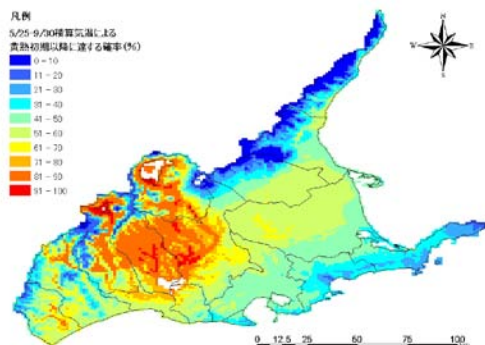 凡例
5/25-9/30積算気温による
黄熟初期以降に達する確率(%)
0 - 10
11 - 20
21 - 30
31 - 40
41 - 50
51 - 60
61 - 70
71 - 80
81 - 90
91 - 100
N
W
E
S
0 12.5 25 50 75 100